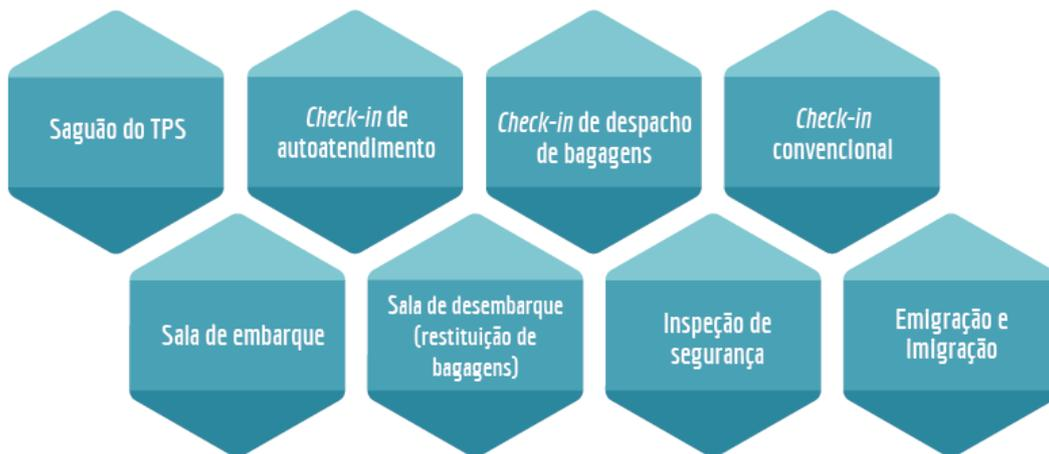 Saguão do TPS
Check-in de
autoatendimento
Check-in de despacho
de bagagens
Check-in
convencional
Sala de embarque
Sala de desembarque
(restituição de
bagagens)
Inspeção de
segurança
Emigração e
Imigração